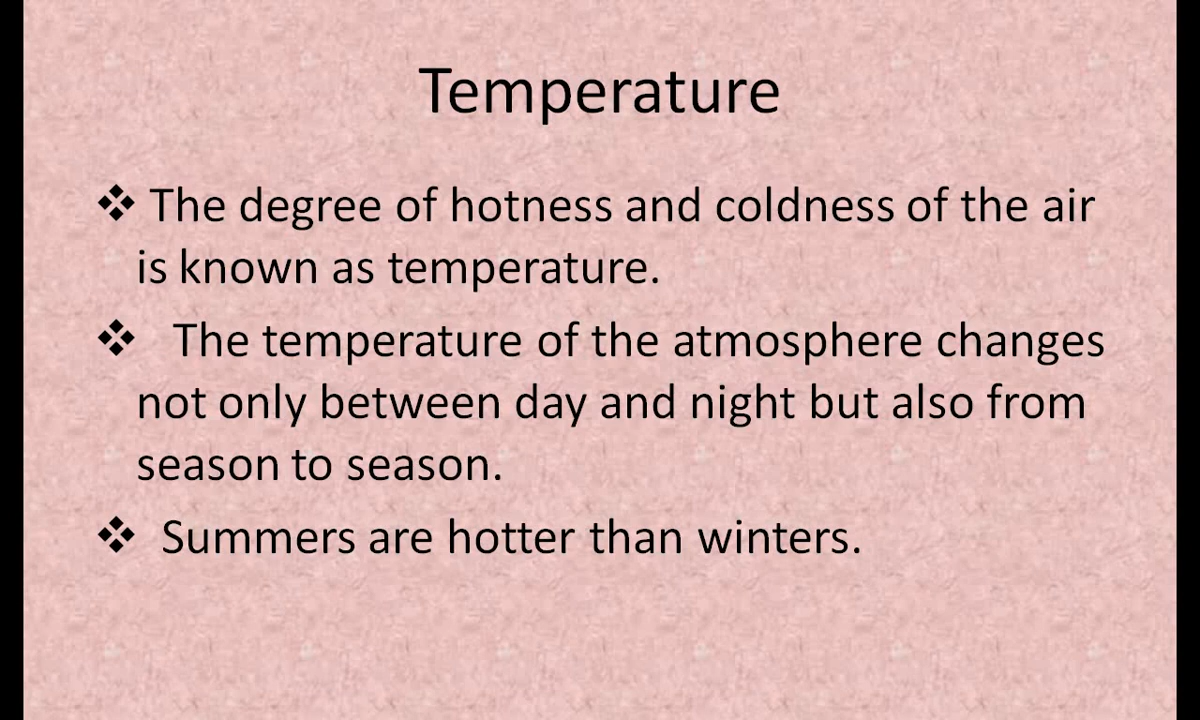 Temperature
❖ The degree of hotness and coldness of the air
is known as temperature.
❖ The temperature of the atmosphere changes
not only between day and night but also from
season to season.
❖ Summers are hotter than winters.